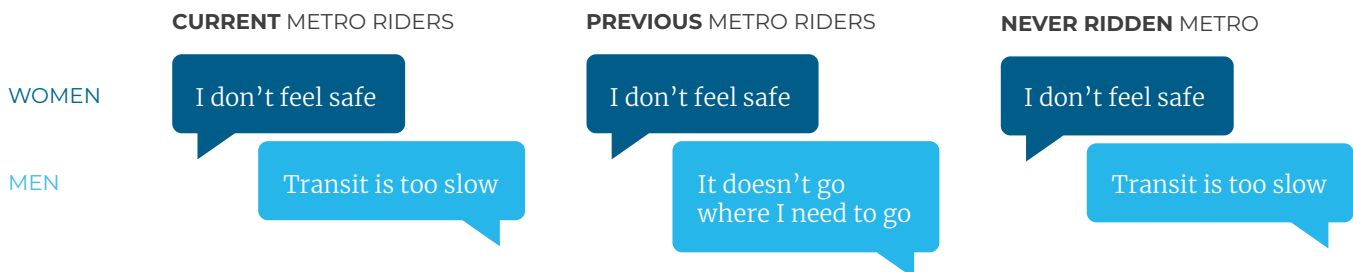 CURRENT METRO RIDERS
PREVIOUS METRO RIDERS
NEVER RIDDEN METRO
WOMEN
I don’t feel safe
I don’t feel safe
I don’t feel safe
MEN
Transit is too slow
It doesn’t go
where I need to go
Transit is too slow